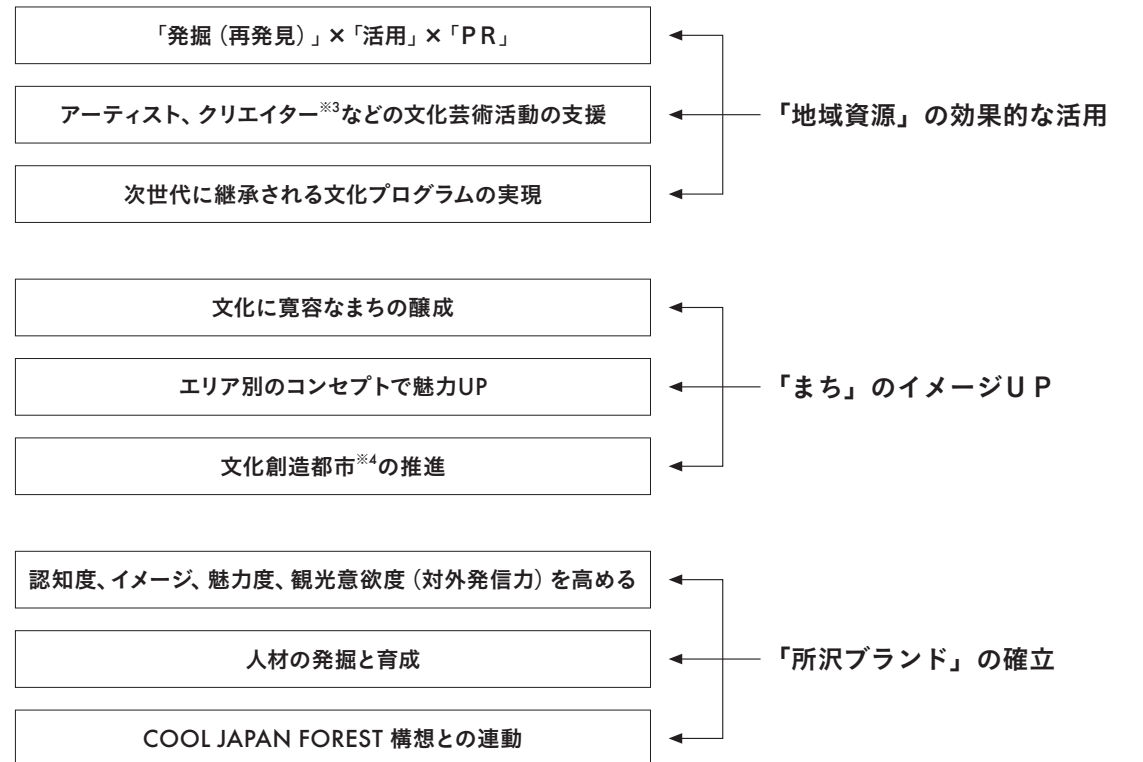 「発掘（再発見）」×「活用」×「ＰＲ」
アーティスト、クリエイター※3などの文化芸術活動の支援
次世代に継承される文化プログラムの実現
「地域資源」の効果的な活用
文化に寛容なまちの醸成
エリア別のコンセプトで魅力UP
文化創造都市※4の推進
「まち」のイメージＵＰ
認知度、イメージ、魅力度、観光意欲度（対外発信力）を高める
人材の発掘と育成
COOL JAPAN FOREST 構想との連動
「所沢ブランド」の確立